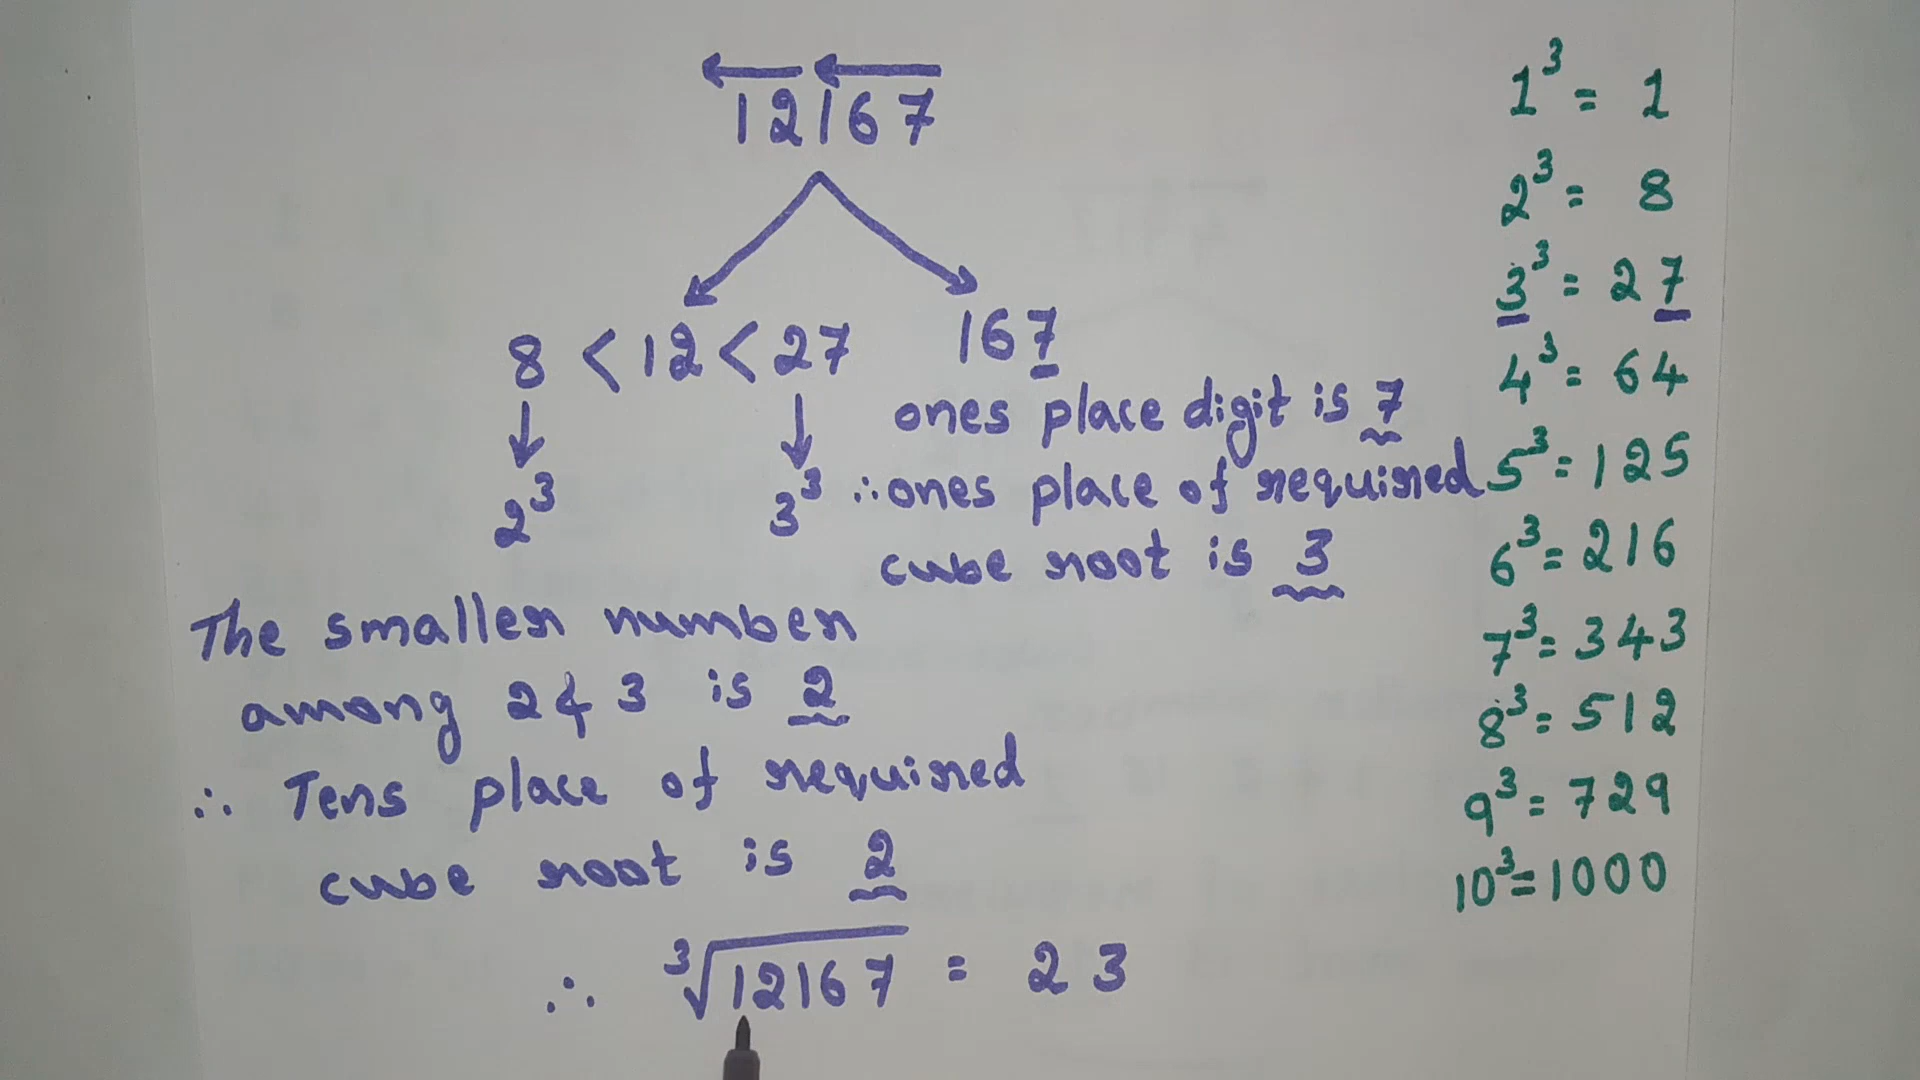 12167
8 < 12 < 27
167
2³
3³
ones place digit is 7
∴ ones place of required
cube root is 3
The smaller number
among 2 & 3 is 2
∴ Tens place of required
cube root is 2
∴ ³√12167 = 23
1³ = 1
2³ = 8
3³ = 27
4³ = 64
5³ = 125
6³ = 216
7³ = 343
8³ = 512
9³ = 729
10³ = 1000